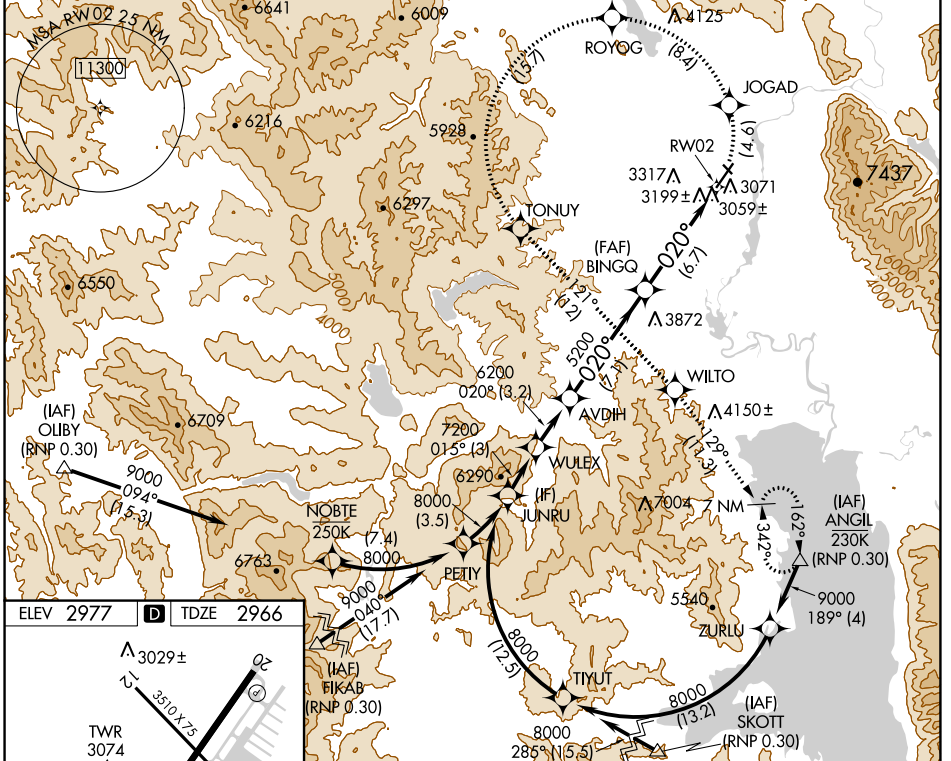 6641
6009
4125
MSA RW02 25 NM
11300
ROYOG
(15.7)
(8.4)
JOGAD
(4.6)
6216
5928
RW02
7437
3317
3071
3199±
3059±
6297
TONUY
020°
(6.7)
(FAF)
BINGQ
6550
5000
4000
6000
5000
4000
121°
(12)
3872
5200
020°
(7.1)
6200
020° (3.2)
WILTO
AVDIH
4150±
(IAF)
OLIBY
(RNP 0.30)
6709
7200
015° (3)
129°
(11.3)
WULEX
6290
9000
094°
(15.3)
8000
(3.5)
(IF)
JUNRU
7004
7 NM
162°
342°
(IAF)
ANGIL
230K
(RNP 0.30)
NOBTE
250K
(7.4)
8000
6763
PETIY
9000
040°
(17.7)
5540
9000
189° (4)
ZURLU
ELEV 2977
D
TDZE 2966
8000
(12.5)
3029±
20
P
(IAF)
FIKAB
(RNP 0.30)
TIYUT
8000
(13.2)
12
3510 X 75
(IAF)
SKOTT
(RNP 0.30)
TWR
3074
8000
285° (15.5)